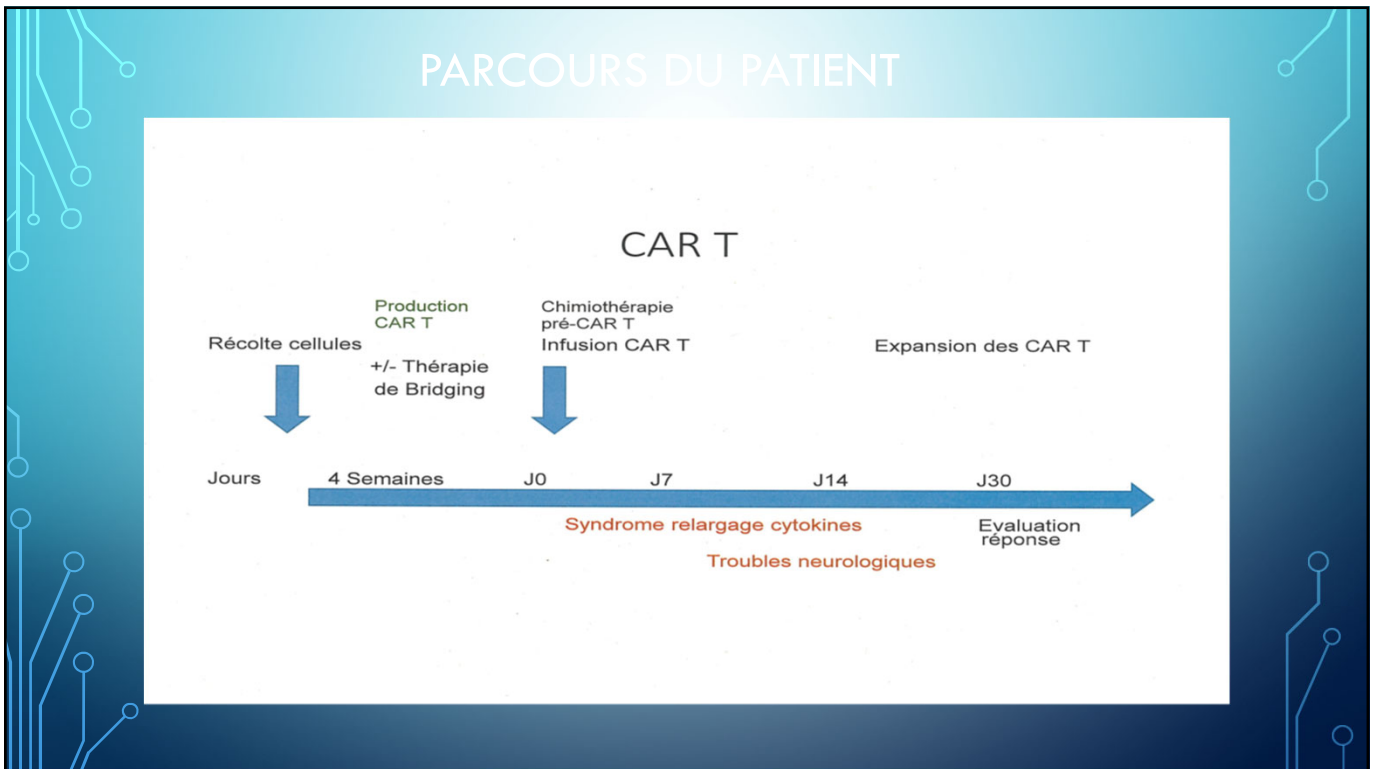 PARCOURS DU PATIENT
CAR T
Récolte cellules
Production
CAR T
+/- Thérapie
de Bridging
Chimiothérapie
pré-CAR T
Infusion CAR T
Expansion des CAR T
Jours
4 Semaines
J0
J7
J14
J30
Syndrome relargage cytokines
Troubles neurologiques
Evaluation
réponse